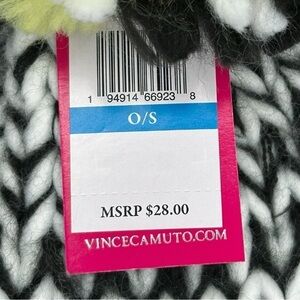 1 94914 66923 8
O/S
MSRP $28.00
VINCECAMUTO.COM